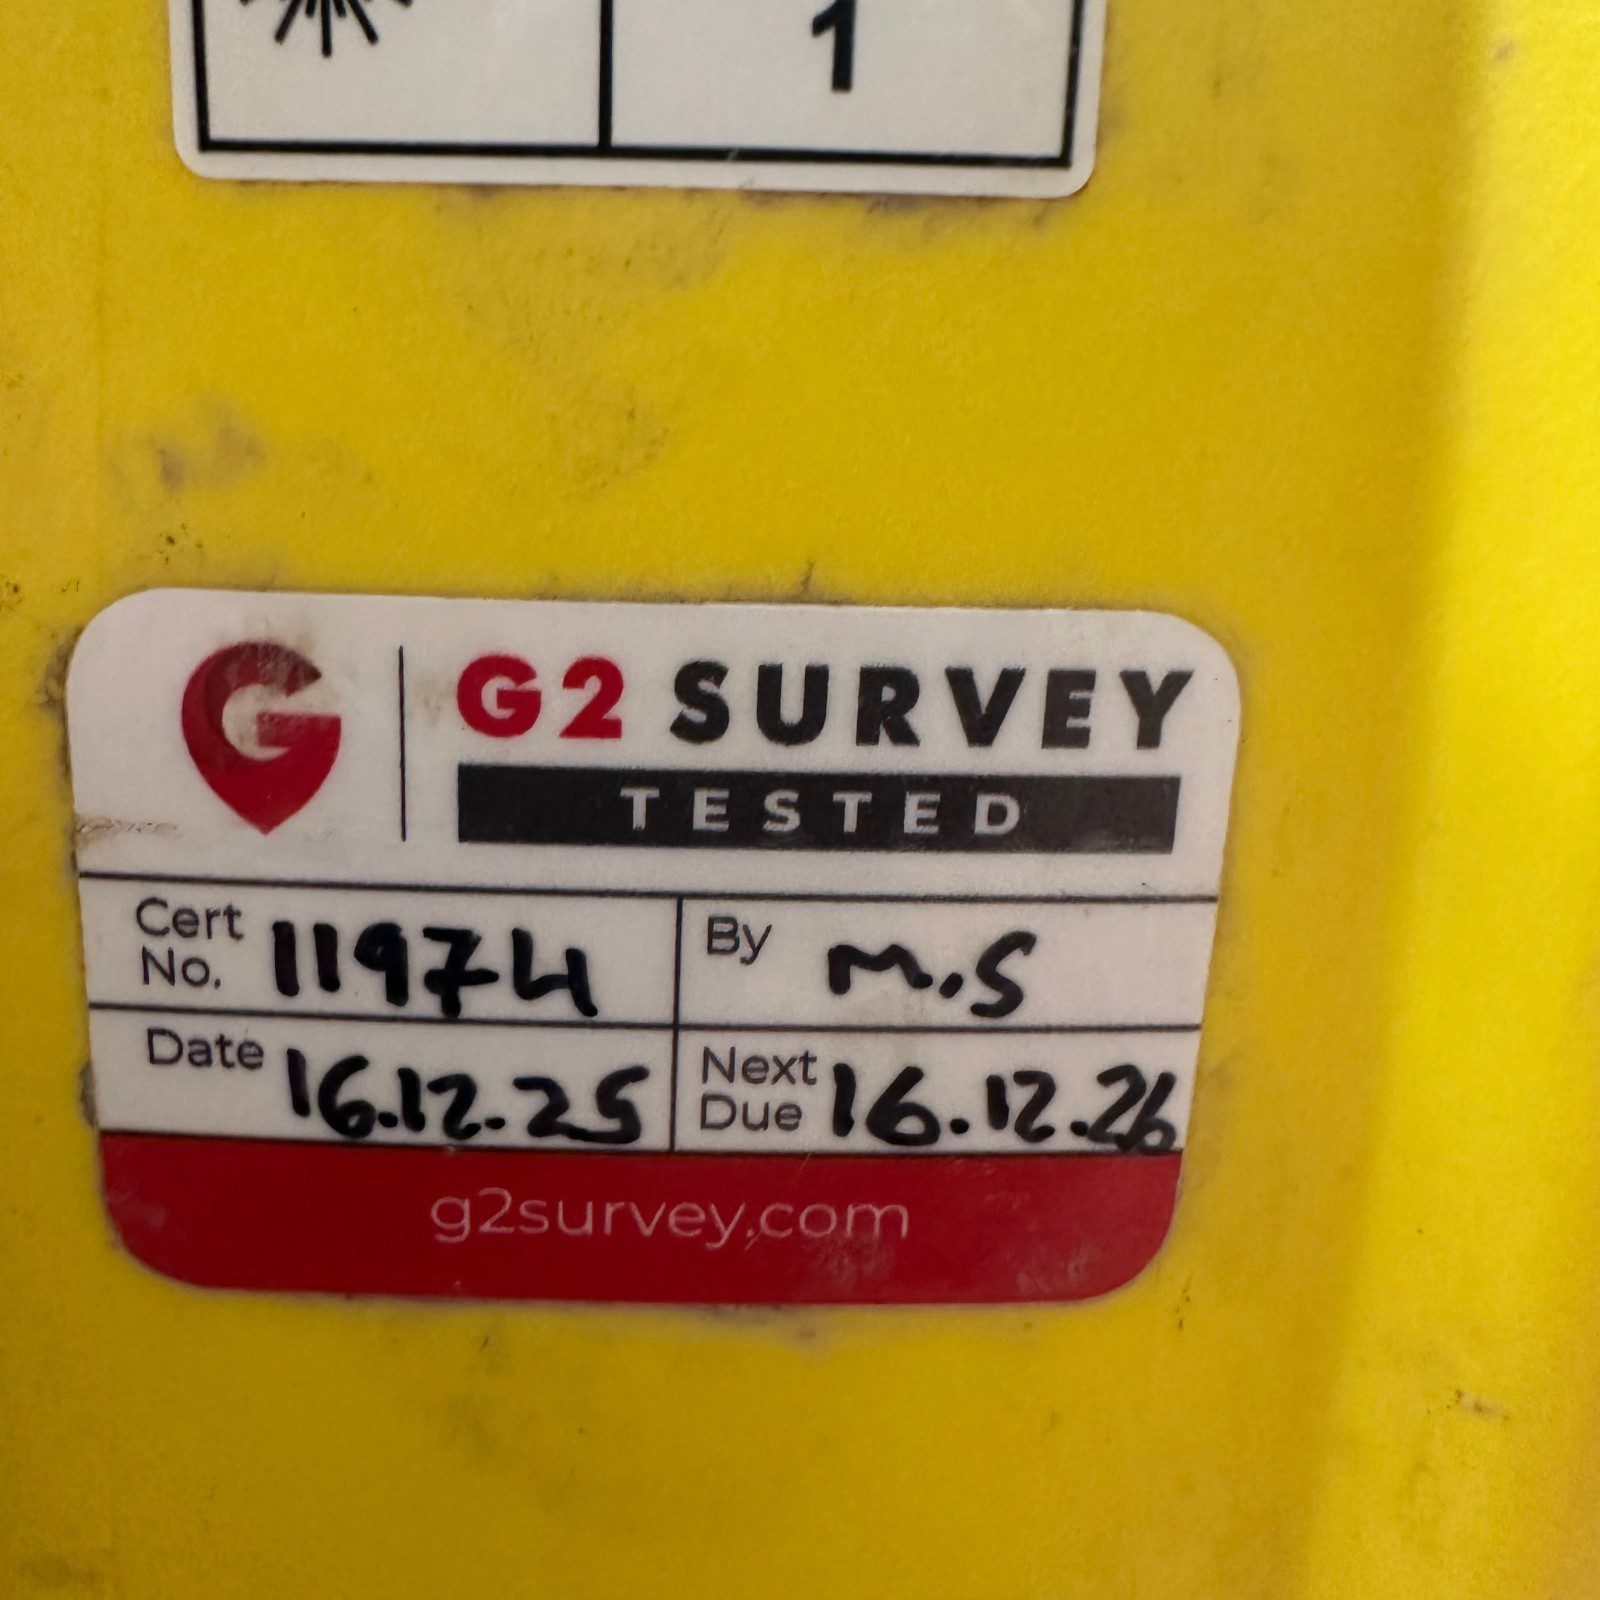 1
G2 SURVEY
TESTED
Cert No. 11974 By M.S
Date 16.12.25 Next Due 16.12.26
g2survey.com